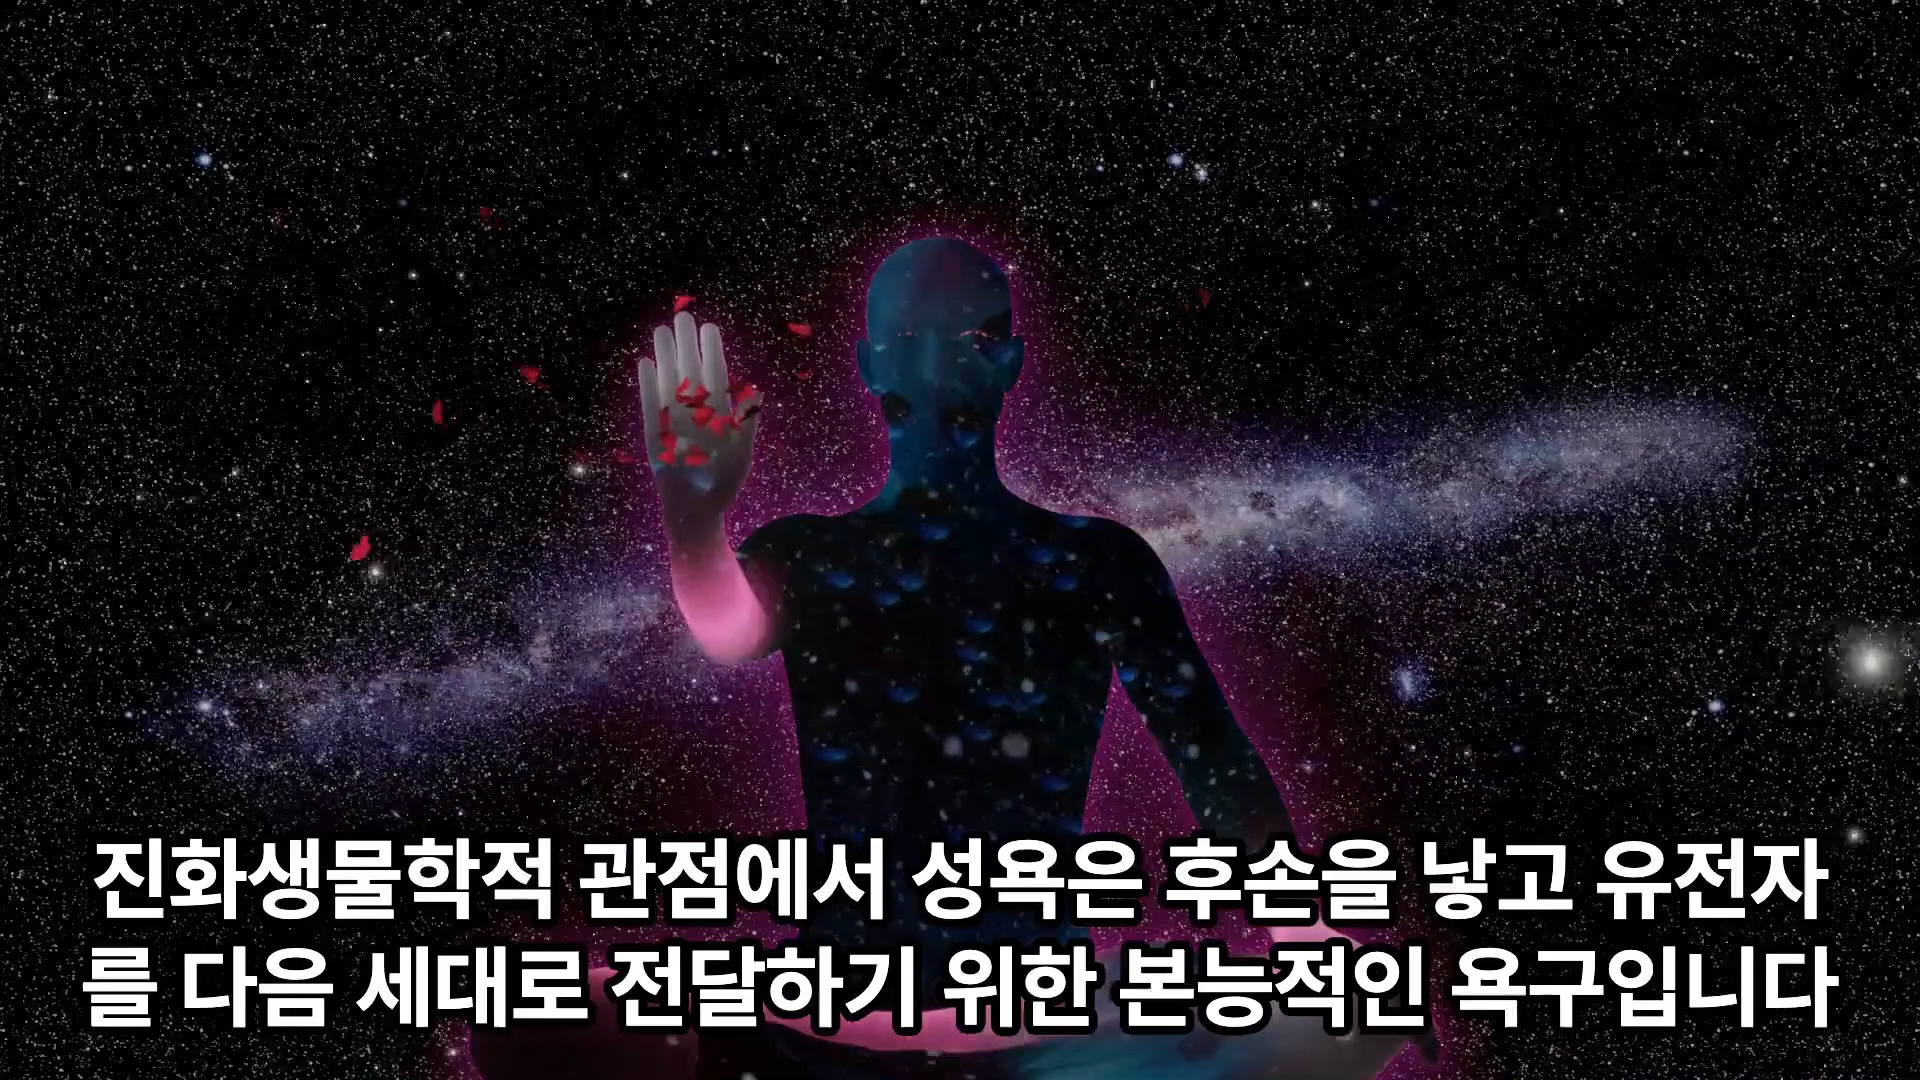 진화생물학적 관점에서 성욕은 후손을 낳고 유전자
를 다음 세대로 전달하기 위한 본능적인 욕구입니다